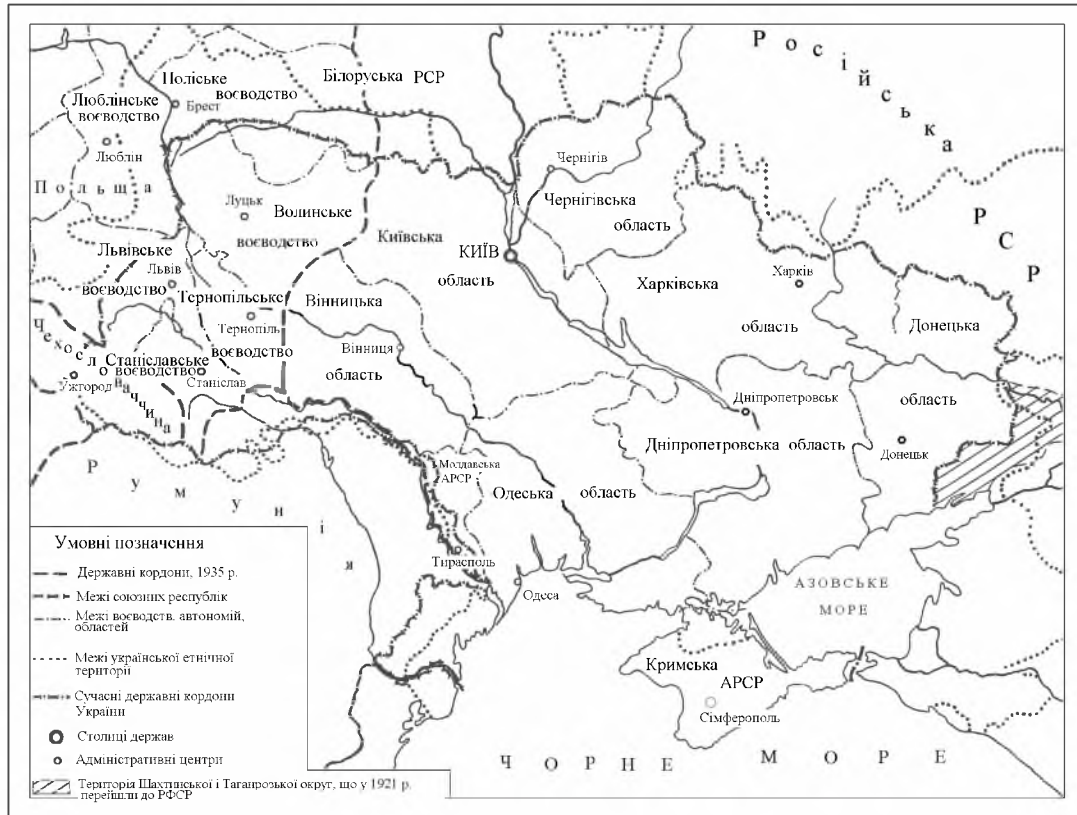 Російська
РСР
Білоруська РСР
Поліське
воєводство
Брест
Люблінське
воєводство
Люблін
Польща
Чернігів
Чернігівська
область
Луцьк
Волинське
воєводство
Київська
область
КИЇВ
Львівське
воєводство
Львів
Харківська
область
Харків
Тернопільське
воєводство
Тернопіль
Вінницька
область
Вінниця
Донецька
область
Донецьк
Чехословаччина
Ужгород
Станіславське
воєводство
Станіслав
Дніпропетровськ
Дніпропетровська область
Румунія
Молдавська
АРСР
Одеська область
Тирасполь
Одеса
АЗОВСЬКЕ
МОРЕ
Кримська
АРСР
Сімферополь
ЧОРНЕ МОРЕ
Умовні позначення
Державні кордони, 1935 р.
Межі союзних республік
Межі воєводств. автономій,
областей
Межі української етнічної
території
Сучасні державні кордони
України
Столиці держав
Адміністративні центри
Територія Шахтинської і Таганрозької округ, що у 1921 р.
перейшли до РФСР